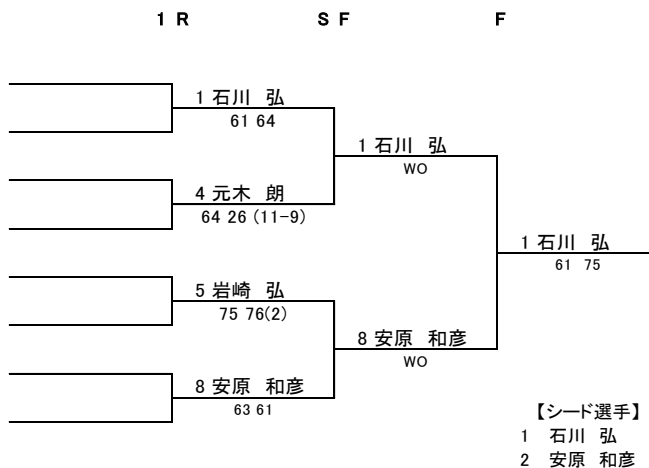 1 R S F F
1 石川 弘
61 64
1 石川 弘
WO
4 元木 朗
64 26 (11-9)
1 石川 弘
61 75
5 岩崎 弘
75 76(2)
8 安原 和彦
WO
8 安原 和彦
63 61
【シード選手】
1 石川 弘
2 安原 和彦